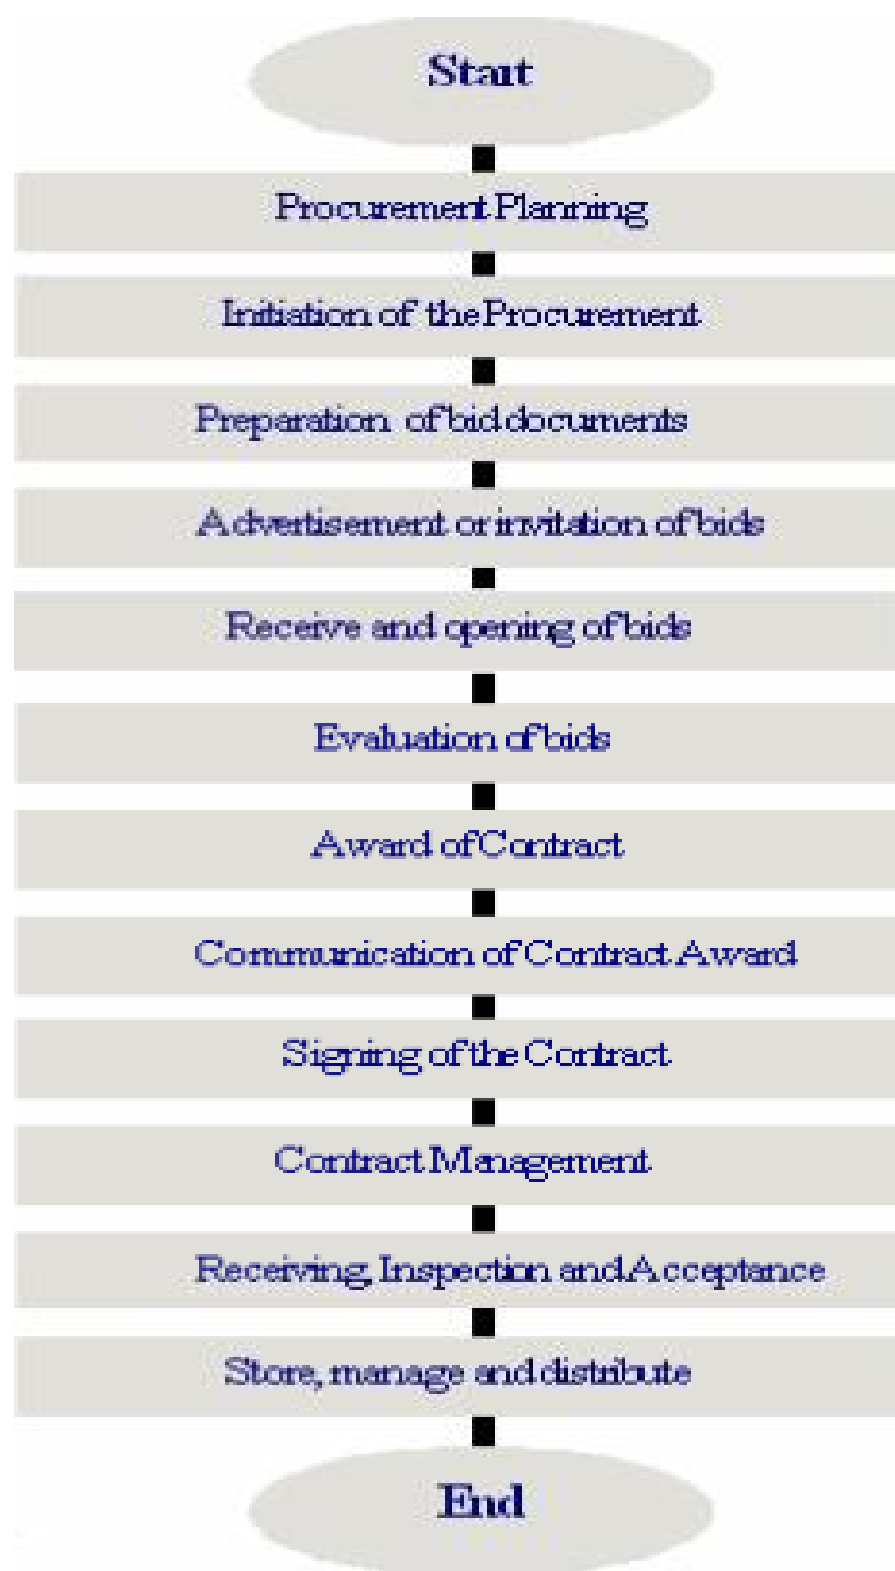 Start
Procurement Planning
Initiation of the Procurement
Preparation of bid documents
Advertisement or invitation of bids
Receive and opening of bids
Evaluation of bids
Award of Contract
Communication of Contract Award
Signing of the Contract
Contract Management
Receiving, Inspection and Acceptance
Store, manage and distribute
End